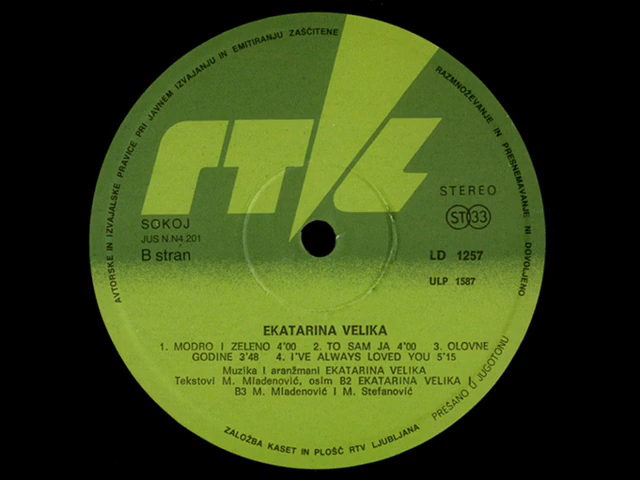 AVTORSKE IN IZVAJALSKE PRAVICE PRI JAVNEM IZVAJANJU IN EMITIRANJU ZAŠČITENE
RAZMNOŽEVANJE IN PRESNEMAVANJE NI DOVOLJENO
rtl
STEREO
SOKOJ
ST 33
JUS N.N4.201
B stran
LD 1257
ULP 1587
EKATARINA VELIKA
1. MODRO I ZELENO 4'00 2. TO SAM JA 4'00 3. OLOVNE
GODINE 3'48 4. I'VE ALWAYS LOVED YOU 5'15
Muzika i aranžmani EKATARINA VELIKA
Tekstovi M. Mladenović, osim B2 EKATARINA VELIKA
B3 M. Mladenović i M. Stefanović
PREŠANO U JUGOTONU
ZALOŽBA KASET IN PLOŠČ RTV LJUBLJANA